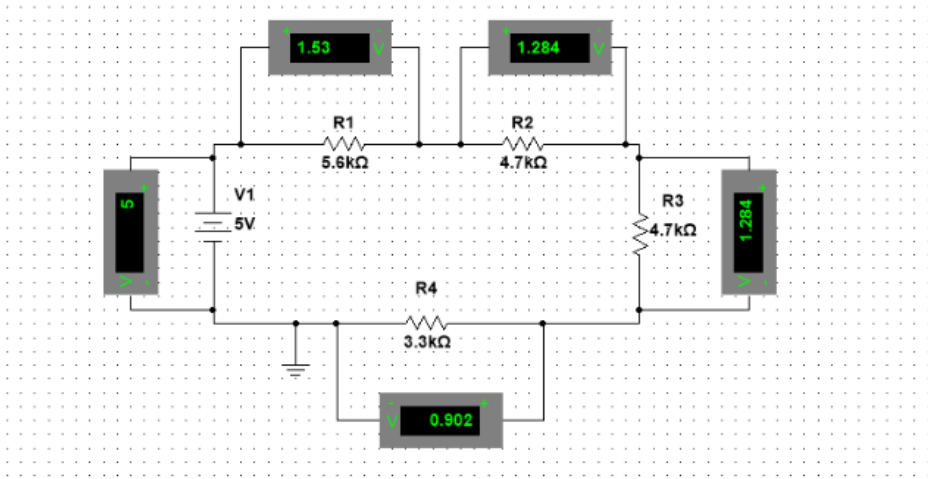 + 1.53 - V
+ 1.284 - V
R1
5.6kΩ
R2
4.7kΩ
+ 5 V -
V1
5V
R3
4.7kΩ
+ 1.284 V -
R4
3.3kΩ
- V 0.902 +